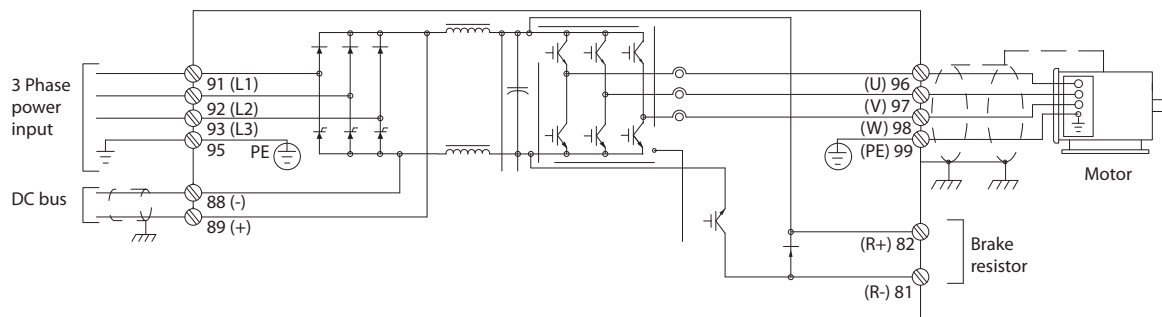 3 Phase
power
input
91 (L1)
92 (L2)
93 (L3)
95
PE
DC bus
88 (-)
89 (+)
(U) 96
(V) 97
(W) 98
(PE) 99
Motor
(R+) 82
(R-) 81
Brake
resistor